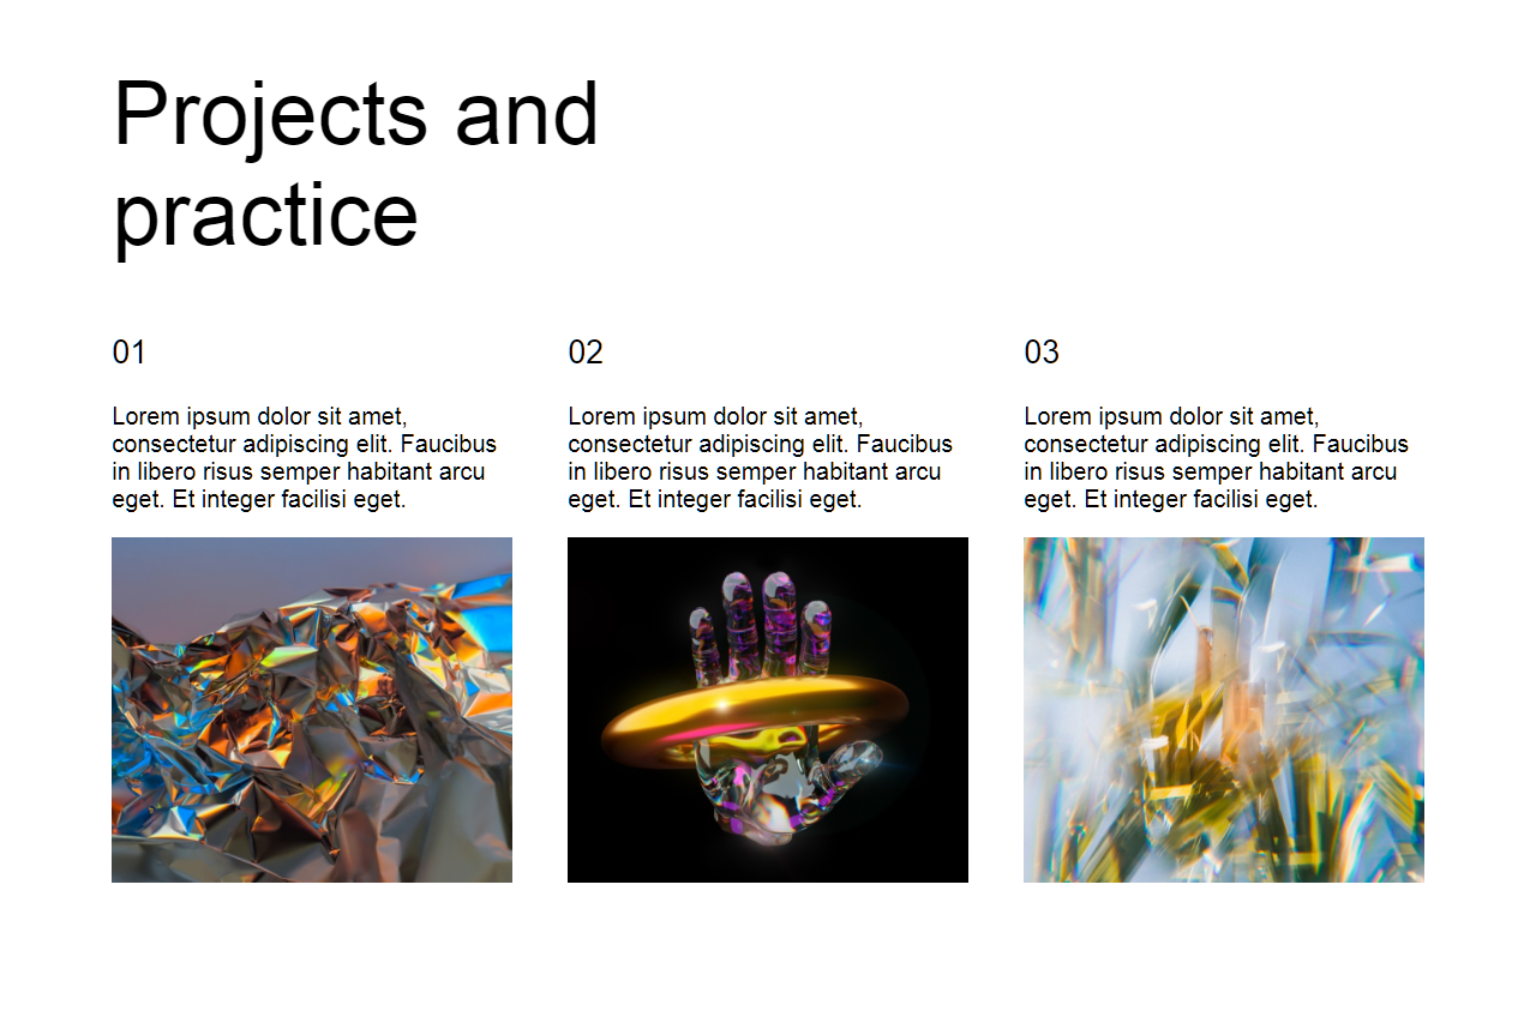 Projects and
practice
01
Lorem ipsum dolor sit amet,
consectetur adipiscing elit. Faucibus
in libero risus semper habitant arcu
eget. Et integer facilisi eget.
02
Lorem ipsum dolor sit amet,
consectetur adipiscing elit. Faucibus
in libero risus semper habitant arcu
eget. Et integer facilisi eget.
03
Lorem ipsum dolor sit amet,
consectetur adipiscing elit. Faucibus
in libero risus semper habitant arcu
eget. Et integer facilisi eget.